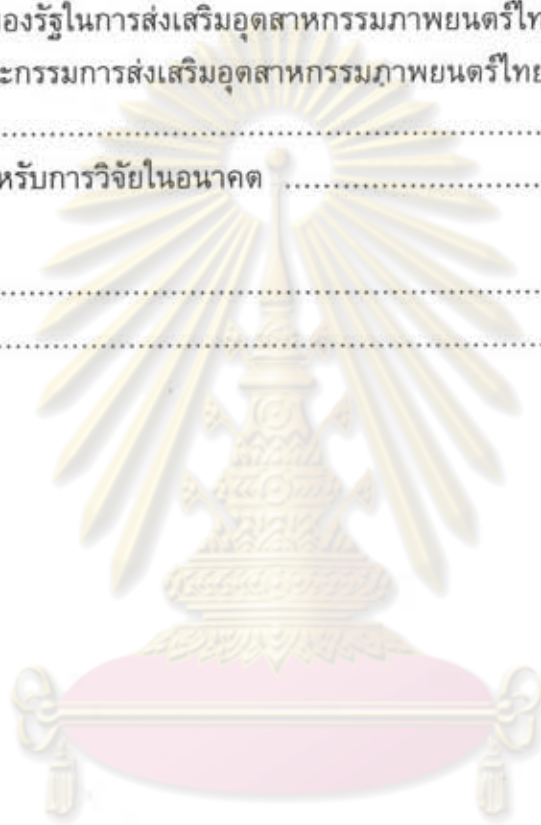 องรัฐในการส่งเสริมอุตสาหกรรมภาพยนตร์ไท
ะกรรมการส่งเสริมอุตสาหกรรมภาพยนตร์ไทย
................................................................
หรับการวิจัยในอนาคต ..............................
................................................................
................................................................